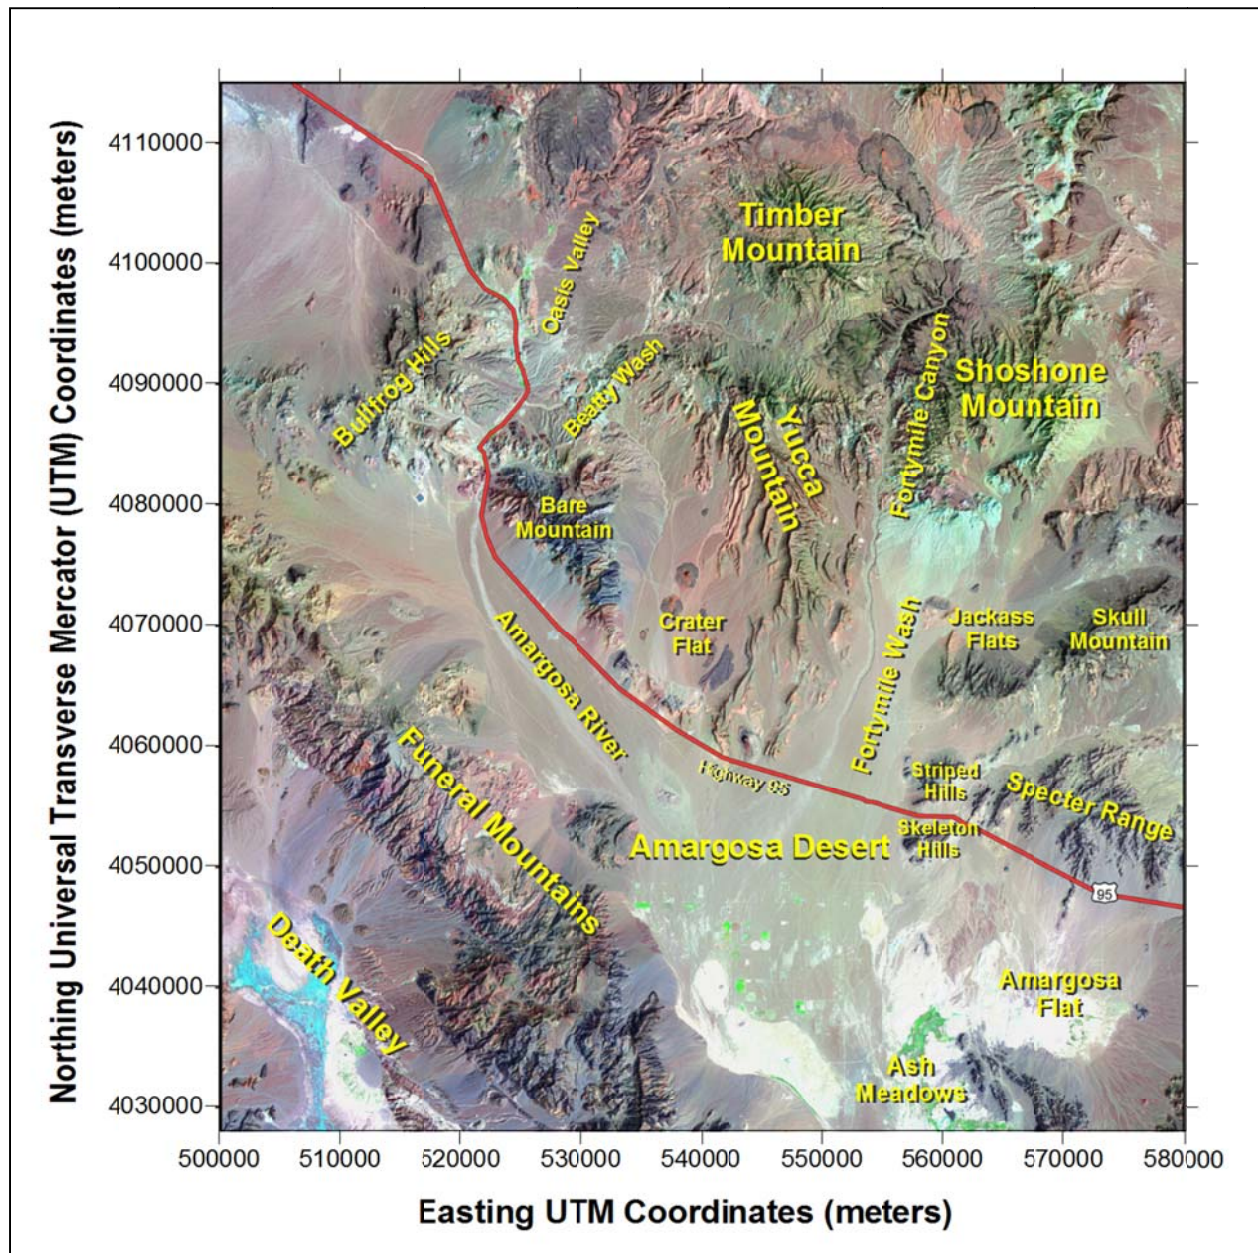 Northing Universal Transverse Mercator (UTM) Coordinates (meters)
4110000
4100000
4090000
4080000
4070000
4060000
4050000
4040000
4030000
Timber
Mountain
Oasis Valley
Bullfrog Hills
Beatty Wash
Fortymile Canyon
Shoshone
Mountain
Yucca
Mountain
Bare
Mountain
Crater
Flat
Jackass
Flats
Skull
Mountain
Amargosa River
Fortymile Wash
Funeral Mountains
Highway 95
Striped
Hills
Specter Range
Skeleton
Hills
Amargosa Desert
95
Death Valley
Amargosa
Flat
Ash
Meadows
500000 510000 520000 530000 540000 550000 560000 570000 580000
Easting UTM Coordinates (meters)